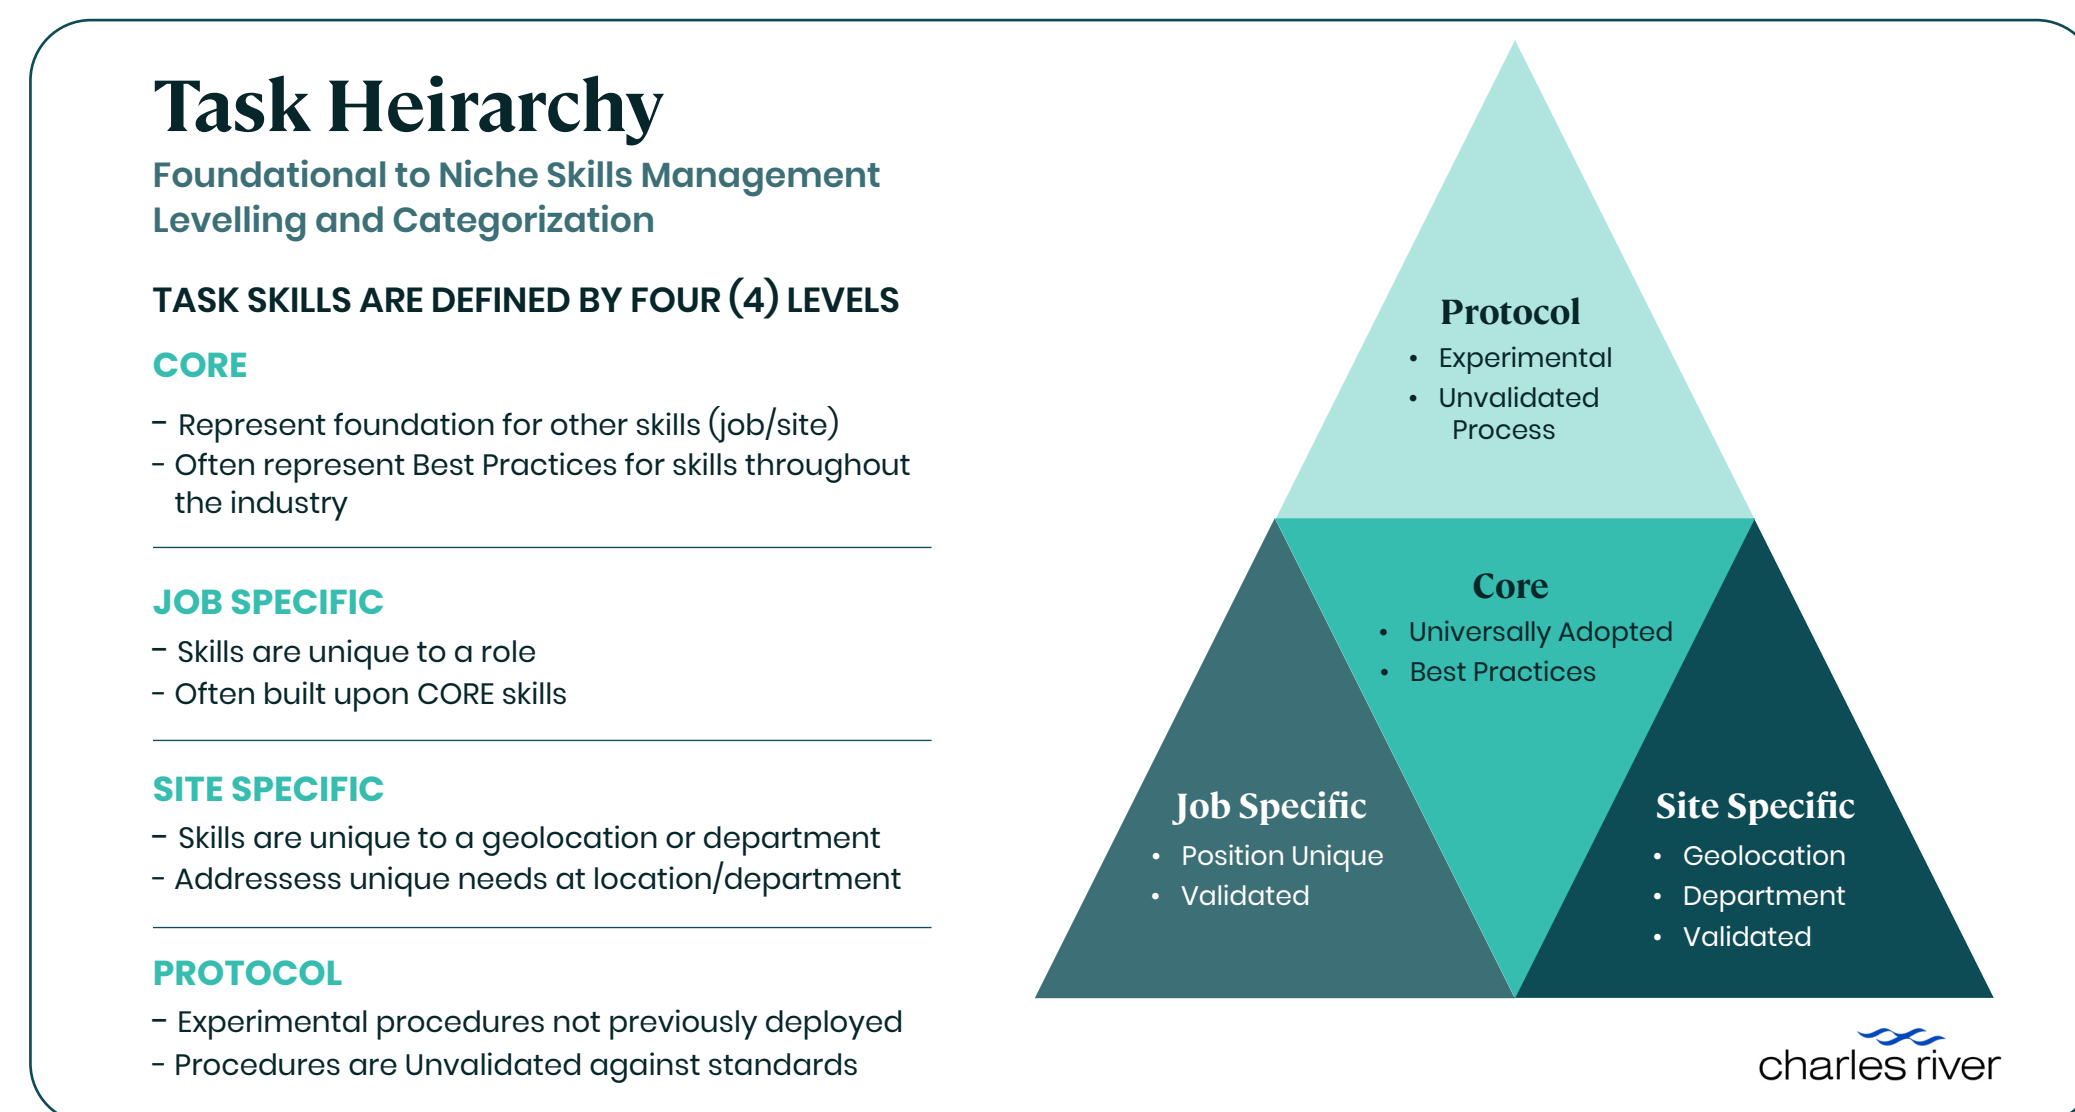 Task Heirarchy
Foundational to Niche Skills Management
Levelling and Categorization
TASK SKILLS ARE DEFINED BY FOUR (4) LEVELS
CORE
- Represent foundation for other skills (job/site)
- Often represent Best Practices for skills throughout
the industry
JOB SPECIFIC
- Skills are unique to a role
- Often built upon CORE skills
SITE SPECIFIC
- Skills are unique to a geolocation or department
- Addressess unique needs at location/department
PROTOCOL
- Experimental procedures not previously deployed
- Procedures are Unvalidated against standards
Protocol
• Experimental
• Unvalidated
Process
Core
• Universally Adopted
• Best Practices
Job Specific
• Position Unique
• Validated
Site Specific
• Geolocation
• Department
• Validated
charles river